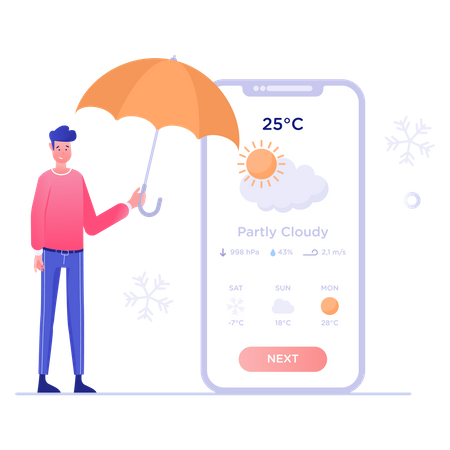 25°C
Partly Cloudy
998 hPa 43% 2,1 m/s
SAT SUN MON
-7°C 18°C 28°C
NEXT